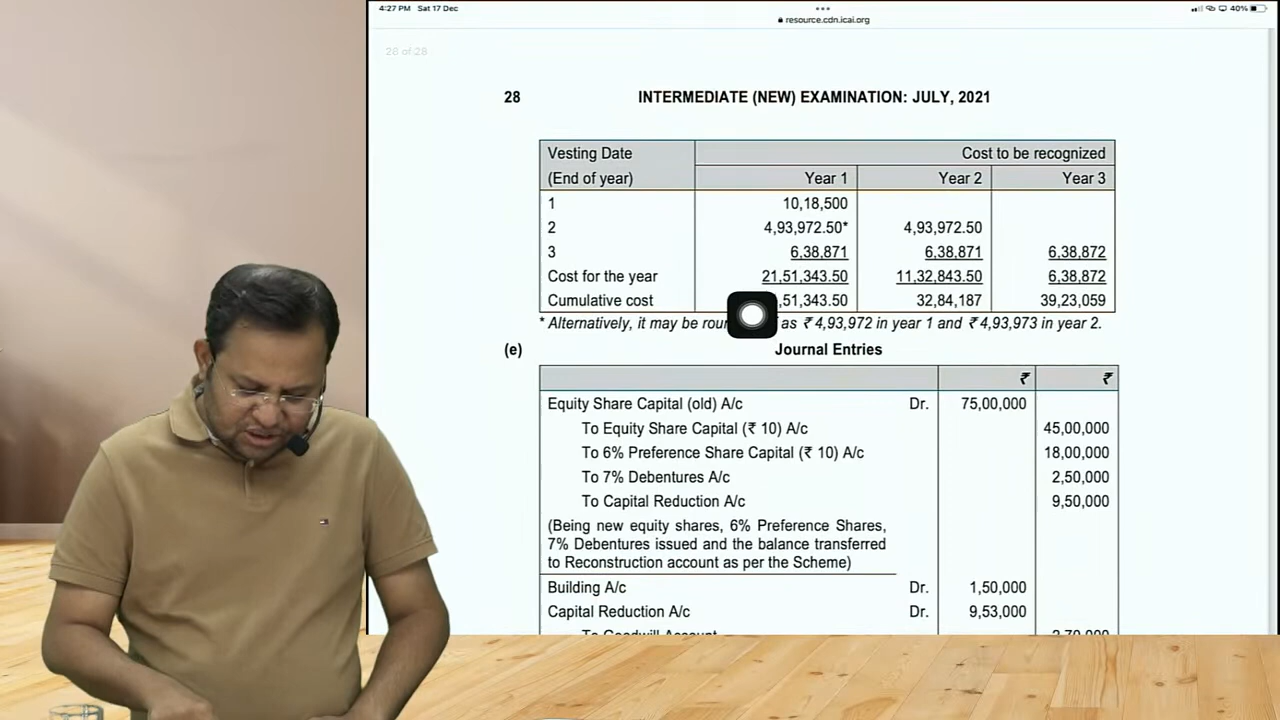 4:27 PM Sat 17 Dec
resource.cdn.icai.org
40%
28 of 28
28 INTERMEDIATE (NEW) EXAMINATION: JULY, 2021
Vesting Date Cost to be recognized
(End of year) Year 1 Year 2 Year 3
1 10,18,500
2 4,93,972.50* 4,93,972.50
3 6,38,871 6,38,871 6,38,872
Cost for the year 21,51,343.50 11,32,843.50 6,38,872
Cumulative cost ,51,343.50 32,84,187 39,23,059
* Alternatively, it may be as ₹ 4,93,972 in year 1 and ₹ 4,93,973 in year 2.
(e) Journal Entries
₹ ₹
Equity Share Capital (old) A/c Dr. 75,00,000
To Equity Share Capital (₹ 10) A/c 45,00,000
To 6% Preference Share Capital (₹ 10) A/c 18,00,000
To 7% Debentures A/c 2,50,000
To Capital Reduction A/c 9,50,000
(Being new equity shares, 6% Preference Shares,
7% Debentures issued and the balance transferred
to Reconstruction account as per the Scheme)
Building A/c Dr. 1,50,000
Capital Reduction A/c Dr. 9,53,000
To Goodwill Account